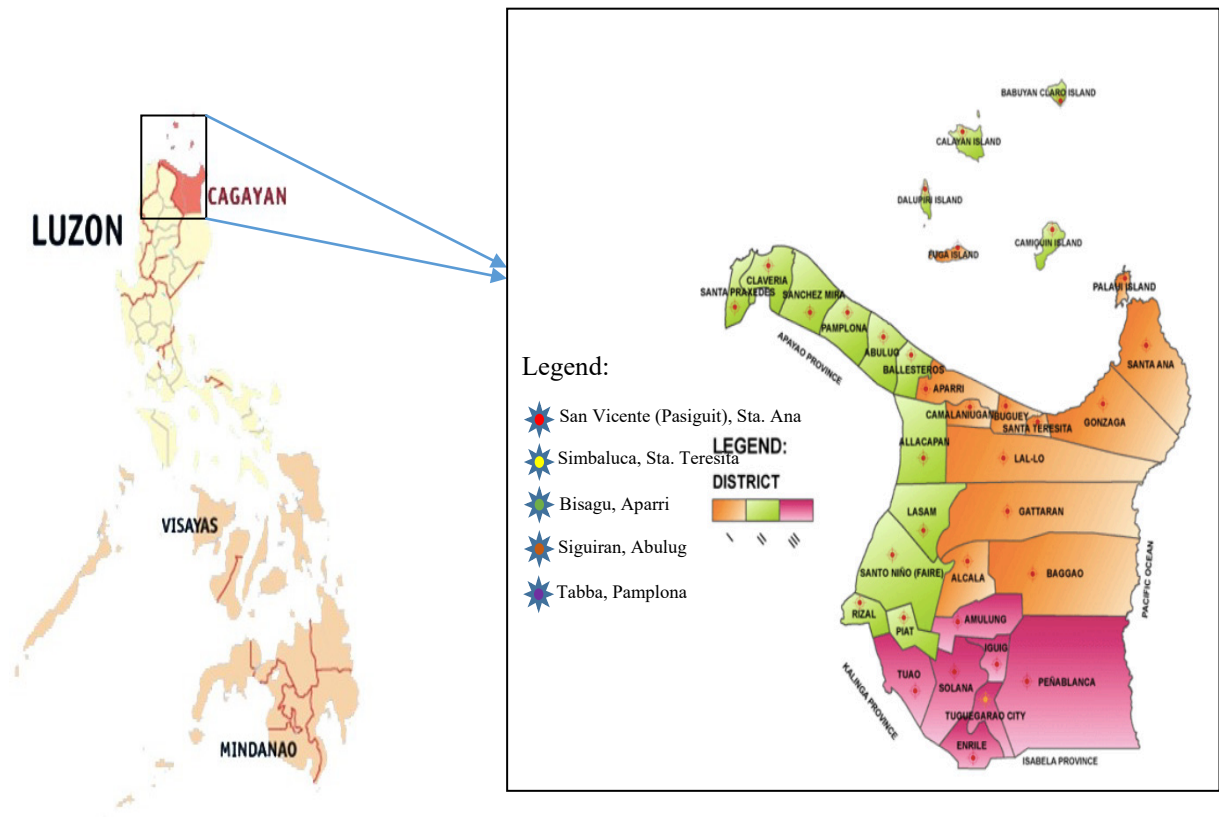 LUZON
CAGAYAN
VISAYAS
MINDANAO
Legend:
San Vicente (Pasiguit), Sta. Ana
Simbaluca, Sta. Teresita
Bisagu, Aparri
Siguiran, Abulug
Tabba, Pamplona
LEGEND:
DISTRICT
I
II
III
BABUYAN CLARO ISLAND
CALAYAN ISLAND
DALUPIRI ISLAND
FUGA ISLAND
CAMIGUIN ISLAND
PALAUI ISLAND
CLAVERIA
SANTA PRAXEDES
SANCHEZ MIRA
PAMPLONA
ABULUG
BALLESTEROS
APARRI
CAMALANIUGAN
BUGUEY
SANTA TERESITA
GONZAGA
SANTA ANA
APAYAO PROVINCE
ALLACAPAN
LAL-LO
LASAM
GATTARAN
SANTO NIÑO (FAIRE)
ALCALA
BAGGAO
PACIFIC OCEAN
RIZAL
PIAT
AMULUNG
IGUIG
TUAO
SOLANA
PEÑABLANCA
KALINGA PROVINCE
TUGUEGARAO CITY
ENRILE
ISABELA PROVINCE